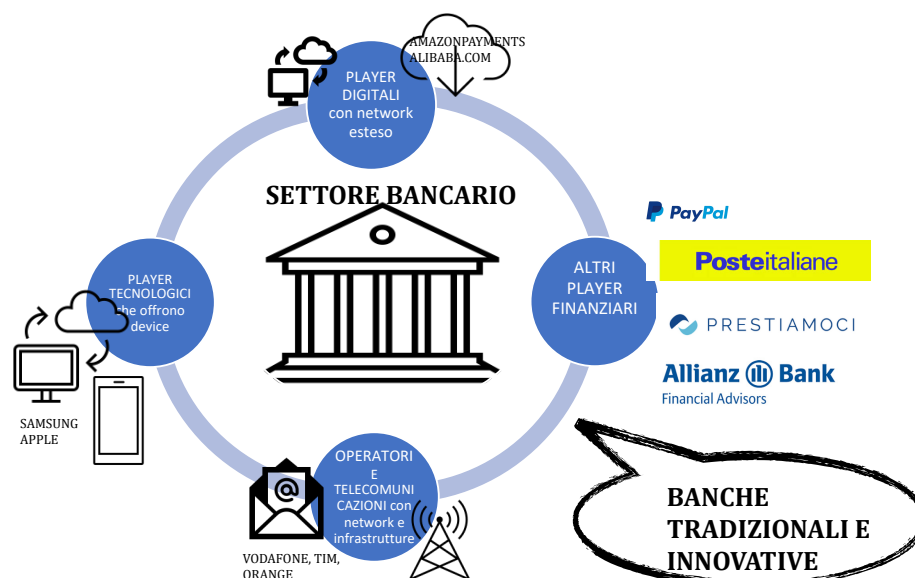 AMAZONPAYMENTS
ALIBABA.COM
PLAYER
DIGITALI
con network
esteso
SETTORE BANCARIO
PayPal
Posteitaliane
PRESTIAMOCI
Allianz Bank
Financial Advisors
ALTRI
PLAYER
FINANZIARI
PLAYER
TECNOLOGICI
che offrono
device
SAMSUNG
APPLE
OPERATORI
E
TELECOMUNI
CAZIONI con
network e
infrastrutture
@
VODAFONE, TIM,
ORANGE
BANCHE
TRADIZIONALI E
INNOVATIVE